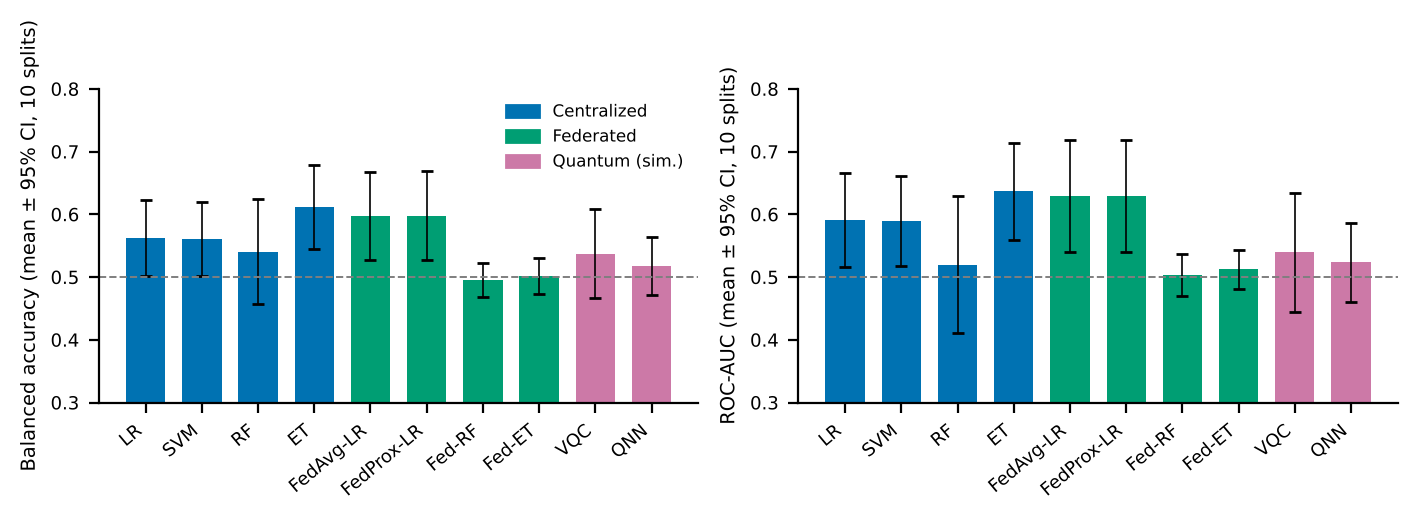 Balanced accuracy (mean ± 95% CI, 10 splits)
0.8
0.7
0.6
0.5
0.4
0.3
Centralized
Federated
Quantum (sim.)
LR
SVM
RF
ET
FedAvg-LR
FedProx-LR
Fed-RF
Fed-ET
VQC
QNN
ROC-AUC (mean ± 95% CI, 10 splits)
0.8
0.7
0.6
0.5
0.4
0.3
LR
SVM
RF
ET
FedAvg-LR
FedProx-LR
Fed-RF
Fed-ET
VQC
QNN